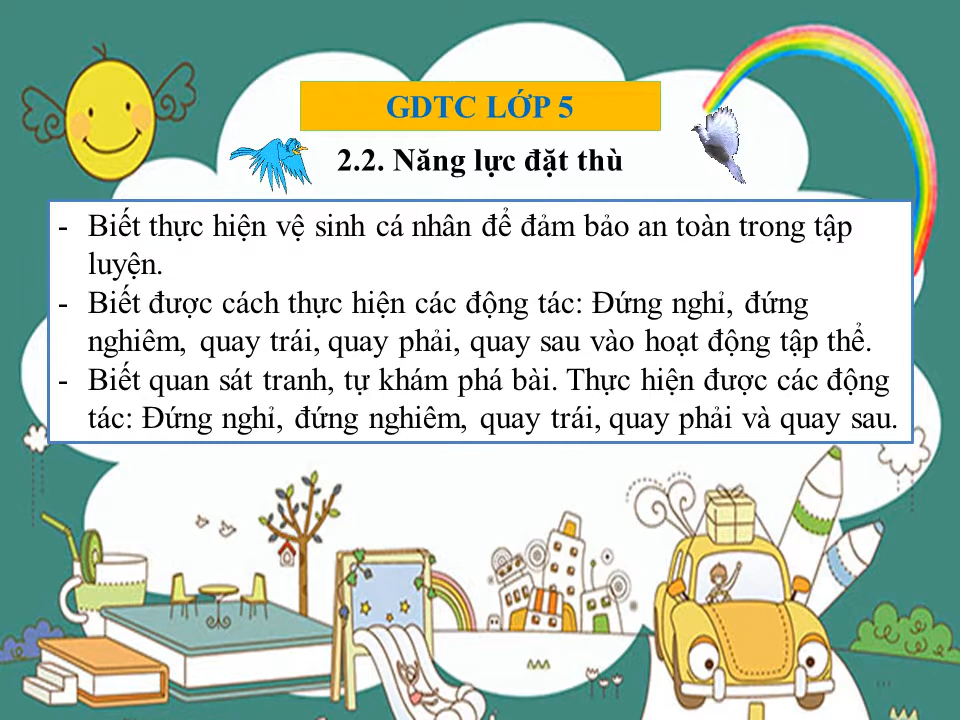 GDTC LỚP 5
2.2. Năng lực đặt thù
- Biết thực hiện vệ sinh cá nhân để đảm bảo an toàn trong tập
luyện.
- Biết được cách thực hiện các động tác: Đứng nghỉ, đứng
nghiêm, quay trái, quay phải, quay sau vào hoạt động tập thể.
- Biết quan sát tranh, tự khám phá bài. Thực hiện được các động
tác: Đứng nghỉ, đứng nghiêm, quay trái, quay phải và quay sau.